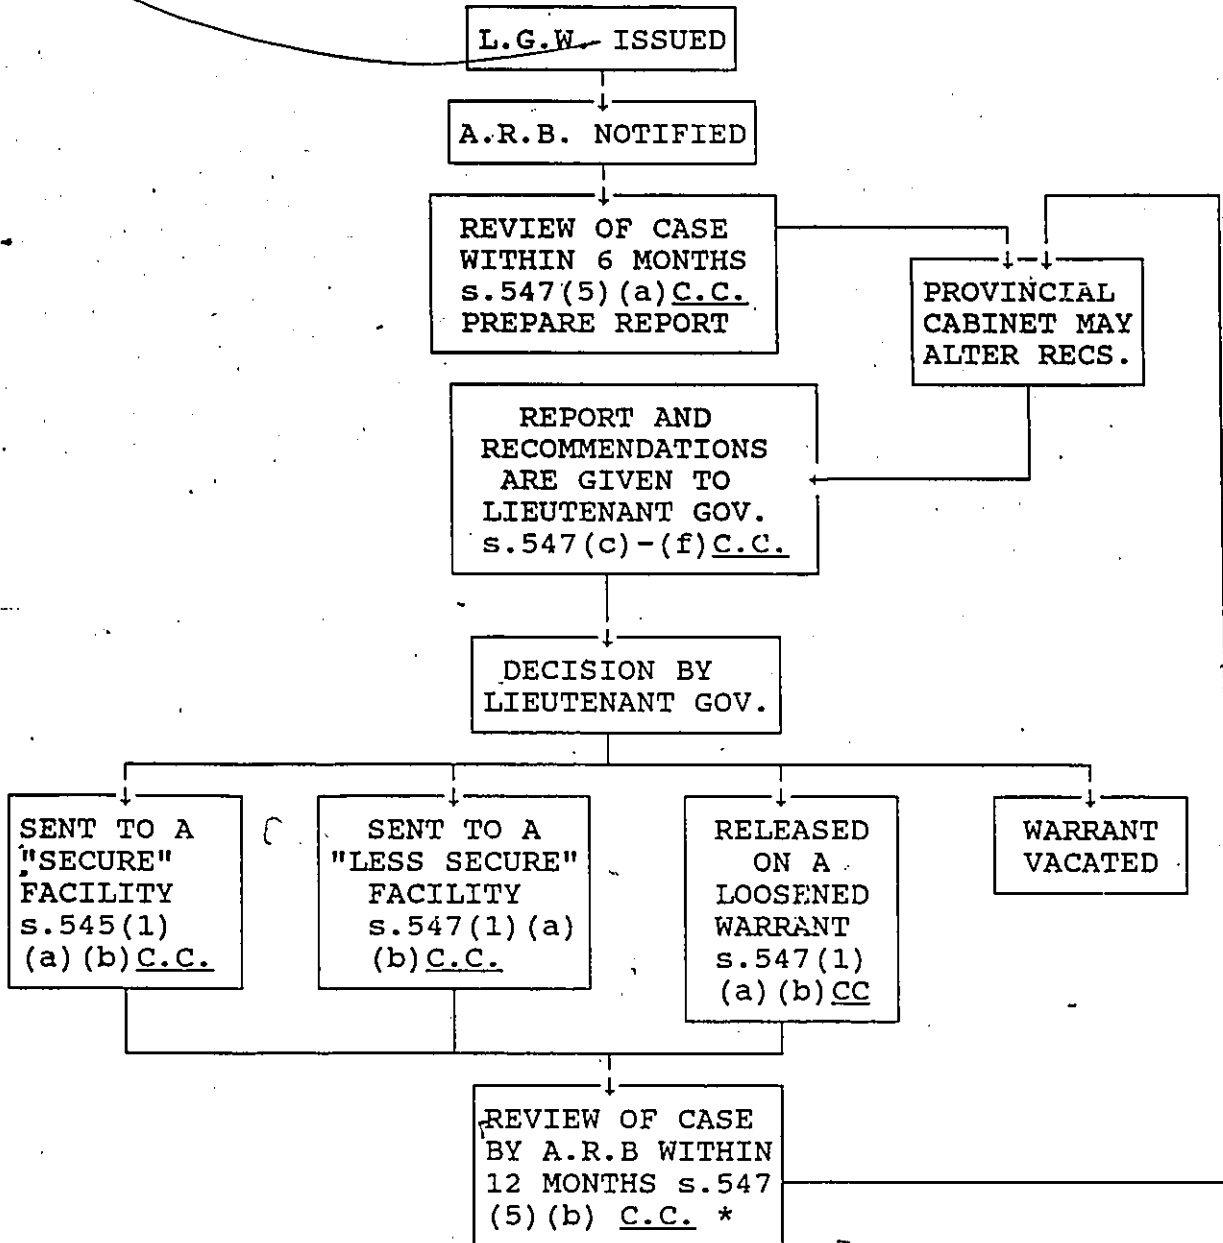 L.G.W. ISSUED
A.R.B. NOTIFIED
REVIEW OF CASE
WITHIN 6 MONTHS
s.547(5)(a)C.C.
PREPARE REPORT
PROVINCIAL
CABINET MAY
ALTER RECS.
REPORT AND
RECOMMENDATIONS
ARE GIVEN TO
LIEUTENANT GOV.
s.547(c)-(f)C.C.
DECISION BY
LIEUTENANT GOV.
SENT TO A
"SECURE"
FACILITY
s.545(1)
(a)(b)C.C.
SENT TO A
"LESS SECURE"
FACILITY
s.547(1)(a)
(b)C.C.
RELEASED
ON A
LOOSENED
WARRANT
s.547(1)
(a)(b)CC
WARRANT
VACATED
REVIEW OF CASE
BY A.R.B WITHIN
12 MONTHS s.547
(5)(b) C.C. *